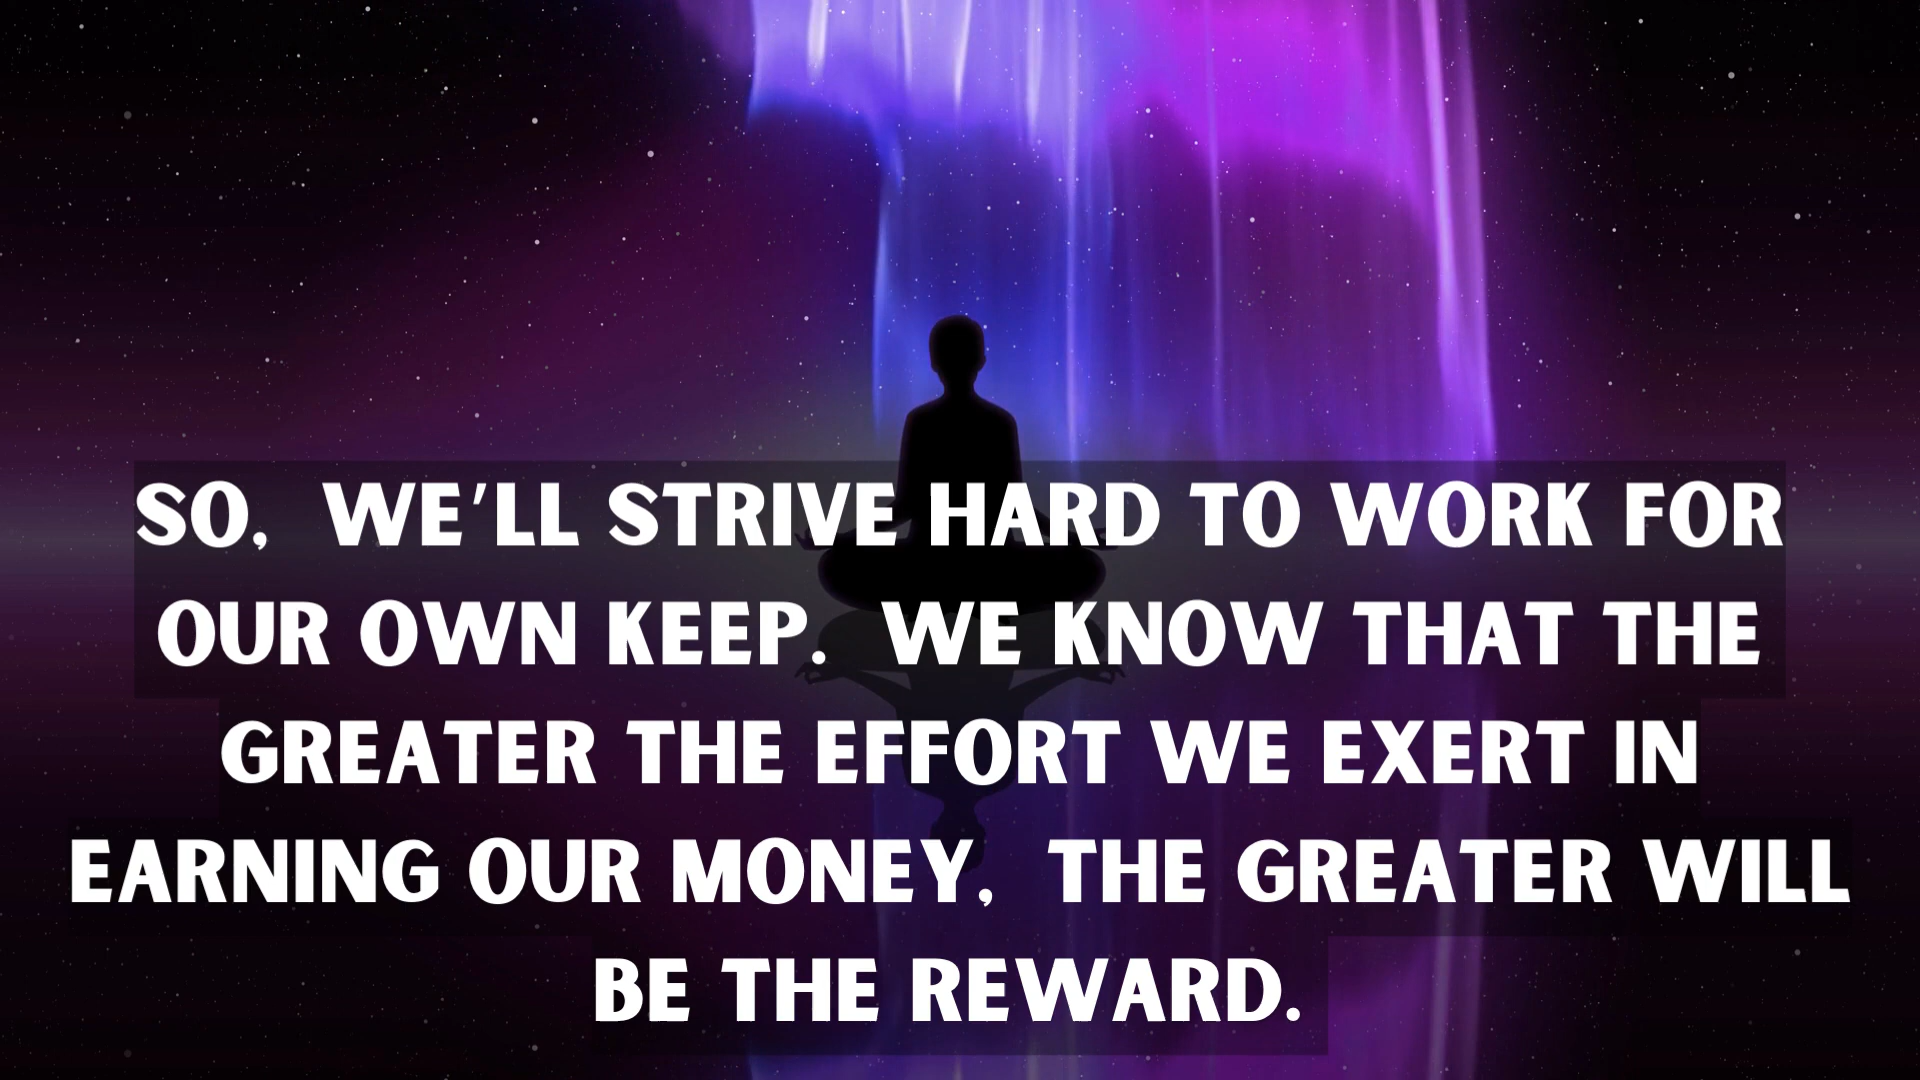 SO, WE'LL STRIVE HARD TO WORK FOR
OUR OWN KEEP. WE KNOW THAT THE
GREATER THE EFFORT WE EXERT IN
EARNING OUR MONEY, THE GREATER WILL
BE THE REWARD.